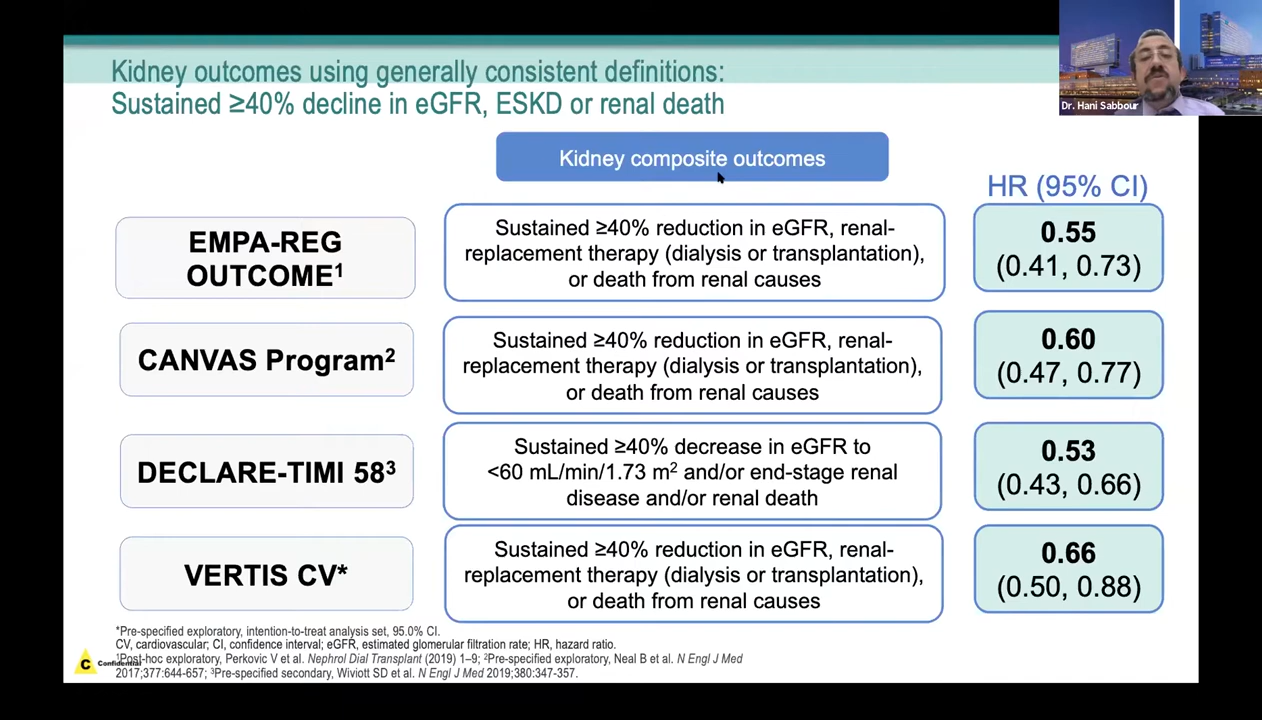 Dr. Hani Sabbour
Kidney outcomes using generally consistent definitions:
Sustained ≥40% decline in eGFR, ESKD or renal death
Kidney composite outcomes
HR (95% CI)
EMPA-REG
OUTCOME¹
Sustained ≥40% reduction in eGFR, renal-
replacement therapy (dialysis or transplantation),
or death from renal causes
0.55
(0.41, 0.73)
CANVAS Program²
Sustained ≥40% reduction in eGFR, renal-
replacement therapy (dialysis or transplantation),
or death from renal causes
0.60
(0.47, 0.77)
DECLARE-TIMI 58³
Sustained ≥40% decrease in eGFR to
<60 mL/min/1.73 m² and/or end-stage renal
disease and/or renal death
0.53
(0.43, 0.66)
VERTIS CV*
Sustained ≥40% reduction in eGFR, renal-
replacement therapy (dialysis or transplantation),
or death from renal causes
0.66
(0.50, 0.88)
*Pre-specified exploratory, intention-to-treat analysis set, 95.0% CI.
CV, cardiovascular; CI, confidence interval; eGFR, estimated glomerular filtration rate; HR, hazard ratio.
¹Post-hoc exploratory, Perkovic V et al. Nephrol Dial Transplant (2019) 1–9; ²Pre-specified exploratory, Neal B et al. N Engl J Med
2017;377:644-657; ³Pre-specified secondary, Wiviott SD et al. N Engl J Med 2019;380:347-357.
C Confidential